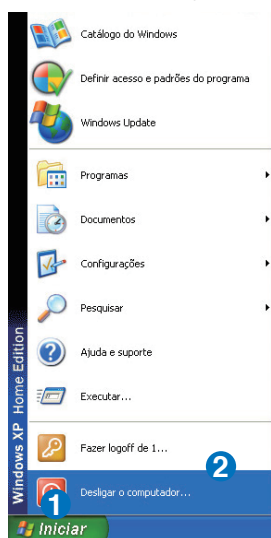 Catálogo do Windows
Definir acesso e padrões do programa
Windows Update
Programas
Documentos
Configurações
Pesquisar
Ajuda e suporte
Executar...
Fazer logoff de 1...
2
Desligar o computador...
1
Iniciar
Windows XP Home Edition